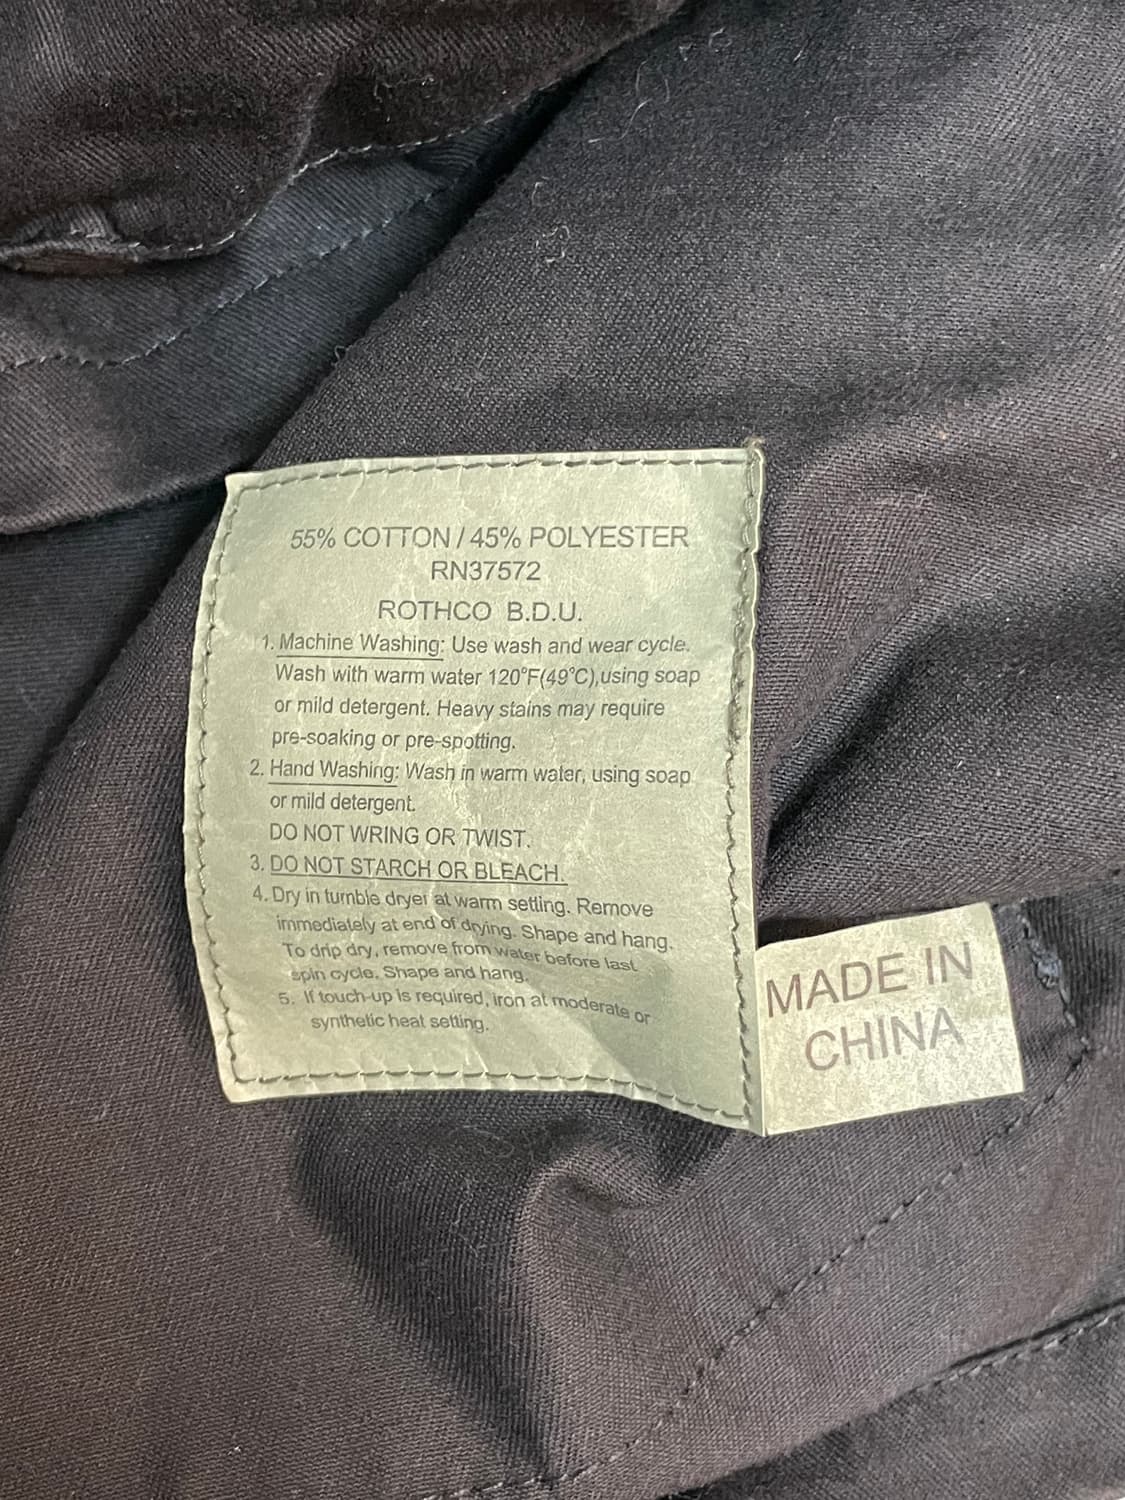 55% COTTON / 45% POLYESTER
RN37572
ROTHCO B.D.U.
1. Machine Washing: Use wash and wear cycle.
Wash with warm water 120°F(49°C),using soap
or mild detergent. Heavy stains may require
pre-soaking or pre-spotting.
2. Hand Washing: Wash in warm water, using soap
or mild detergent.
DO NOT WRING OR TWIST.
3. DO NOT STARCH OR BLEACH.
4. Dry in tumble dryer at warm setting. Remove
immediately at end of drying. Shape and hang.
To drip dry, remove from water before last
spin cycle. Shape and hang.
5. If touch-up is required, iron at moderate or
synthetic heat setting.
MADE IN
CHINA